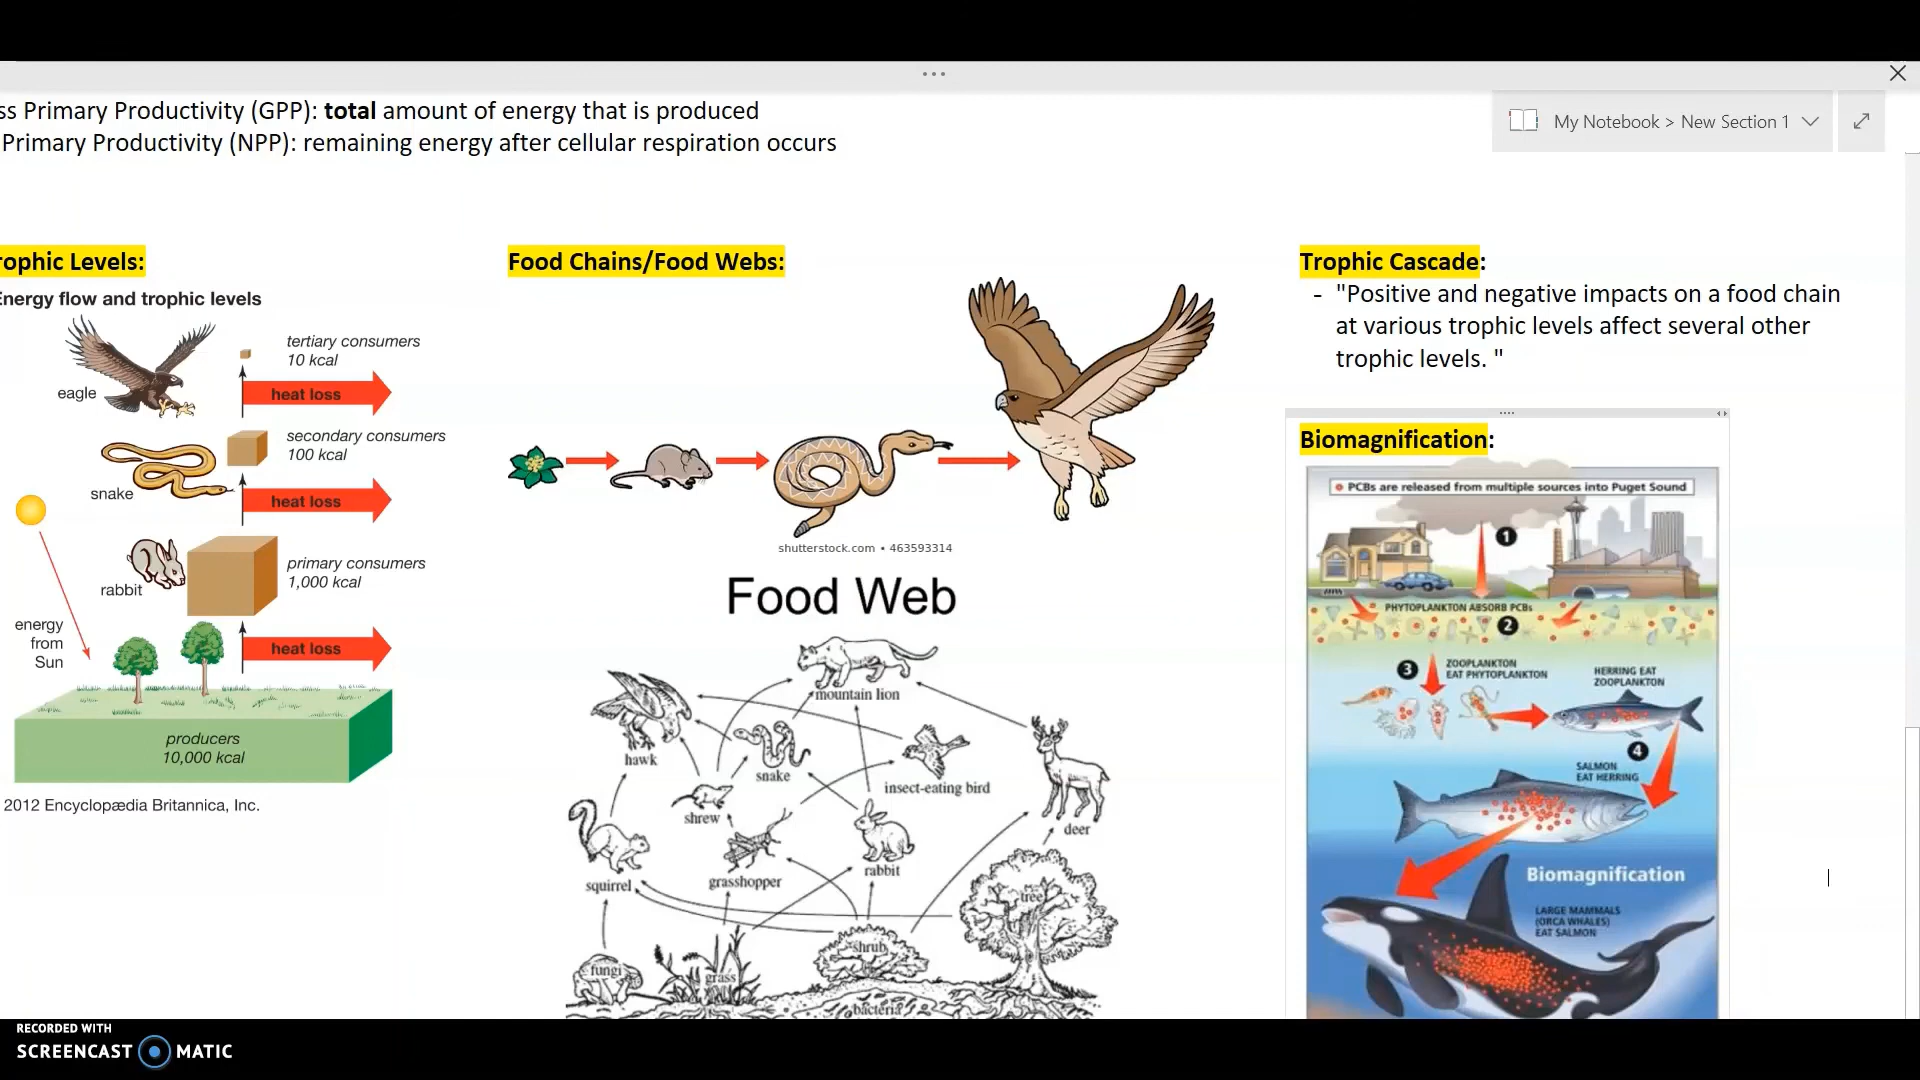 ss Primary Productivity (GPP): total amount of energy that is produced
Primary Productivity (NPP): remaining energy after cellular respiration occurs
My Notebook > New Section 1
rophic Levels:
Energy flow and trophic levels
tertiary consumers
10 kcal
eagle
heat loss
secondary consumers
100 kcal
snake
heat loss
primary consumers
1,000 kcal
rabbit
energy
from
Sun
heat loss
producers
10,000 kcal
2012 Encyclopædia Britannica, Inc.
Food Chains/Food Webs:
shutterstock.com • 463593314
Food Web
mountain lion
hawk
snake
insect-eating bird
shrew
deer
squirrel
grasshopper
rabbit
tree
shrub
fungi
grass
bacteria
Trophic Cascade:
- "Positive and negative impacts on a food chain
at various trophic levels affect several other
trophic levels. "
Biomagnification:
PCBs are released from multiple sources into Puget Sound
1
PHYTOPLANKTON ABSORB PCBs
2
3
ZOOPLANKTON
EAT PHYTOPLANKTON
HERRING EAT
ZOOPLANKTON
4
SALMON
EAT HERRING
Biomagnification
LARGE MAMMALS
(ORCA WHALES)
EAT SALMON
RECORDED WITH
SCREENCAST MATIC